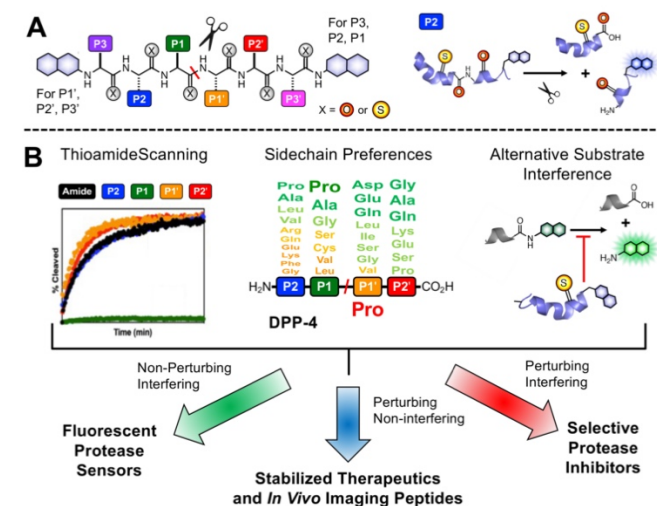 A
P3
P1
P2'
For P3,
P2, P1
X
X
X
X
X
X
N
H
H
N
N
H
H
N
N
H
H
N
N
H
For P1',
P2', P3'
P2
P1'
P3'
X = O or S
P2
S
O
N
H
O
S
O
OH
+
O
H₂N
B
ThioamideScanning
Amide
P2
P1
P1'
P2'
% Cleaved
Time (min)
Sidechain Preferences
Pro Pro Asp Gly
Ala Ala Glu Ala
Leu Gln Gln
Val Gly Leu Lys
Arg Ser Ile Glu
Gln
Glu Cys Ser
Lys Val Gly Ser
Phe
Gly Leu Val Pro
H₂N P2 P1 / P1' P2' CO₂H
DPP-4
Pro
Alternative Substrate
Interference
O
N
H
O
OH
+
H₂N
S
Non-Perturbing
Interfering
Perturbing
Non-interfering
Perturbing
Interfering
Fluorescent
Protease
Sensors
Stabilized Therapeutics
and In Vivo Imaging Peptides
Selective
Protease
Inhibitors